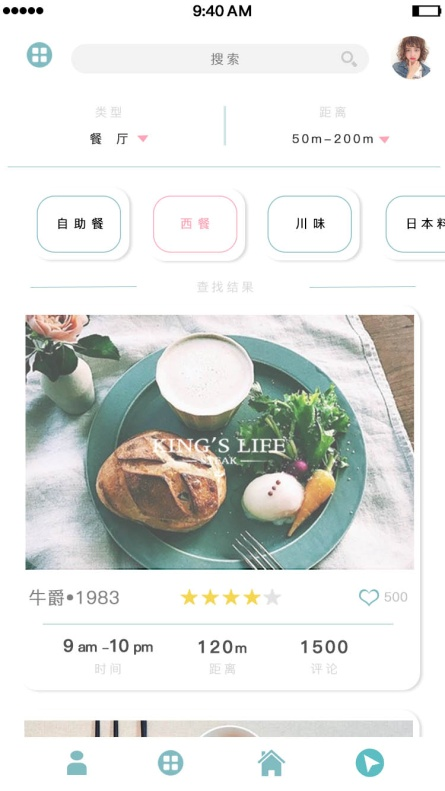 9:40 AM
搜索
类型
距离
餐 厅
50m-200m
自助餐
西餐
川味
日本料
查找结果
KING'S LIFE
STEAK
牛爵•1983
500
9 am -10 pm
120m
1500
时间
距离
评论